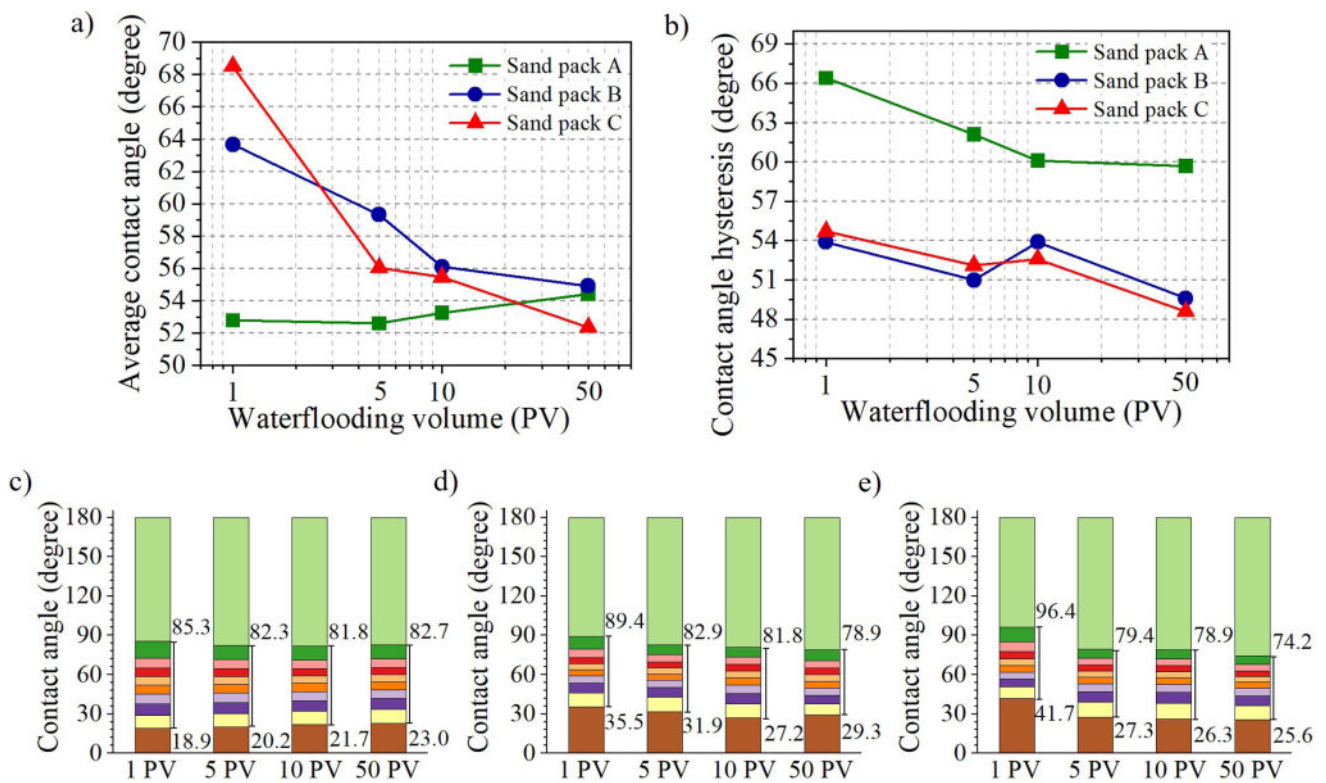 a)
Average contact angle (degree)
70
68
66
64
62
60
58
56
54
52
50
Sand pack A
Sand pack B
Sand pack C
1 5 10 50
Waterflooding volume (PV)
b)
Contact angle hysteresis (degree)
69
66
63
60
57
54
51
48
45
Sand pack A
Sand pack B
Sand pack C
1 5 10 50
Waterflooding volume (PV)
c)
Contact angle (degree)
180
150
120
90
60
30
0
85.3 82.3 81.8 82.7
18.9 20.2 21.7 23.0
1 PV 5 PV 10 PV 50 PV
d)
Contact angle (degree)
180
150
120
90
60
30
0
89.4 82.9 81.8 78.9
35.5 31.9 27.2 29.3
1 PV 5 PV 10 PV 50 PV
e)
Contact angle (degree)
180
150
120
90
60
30
0
96.4 79.4 78.9 74.2
41.7 27.3 26.3 25.6
1 PV 5 PV 10 PV 50 PV